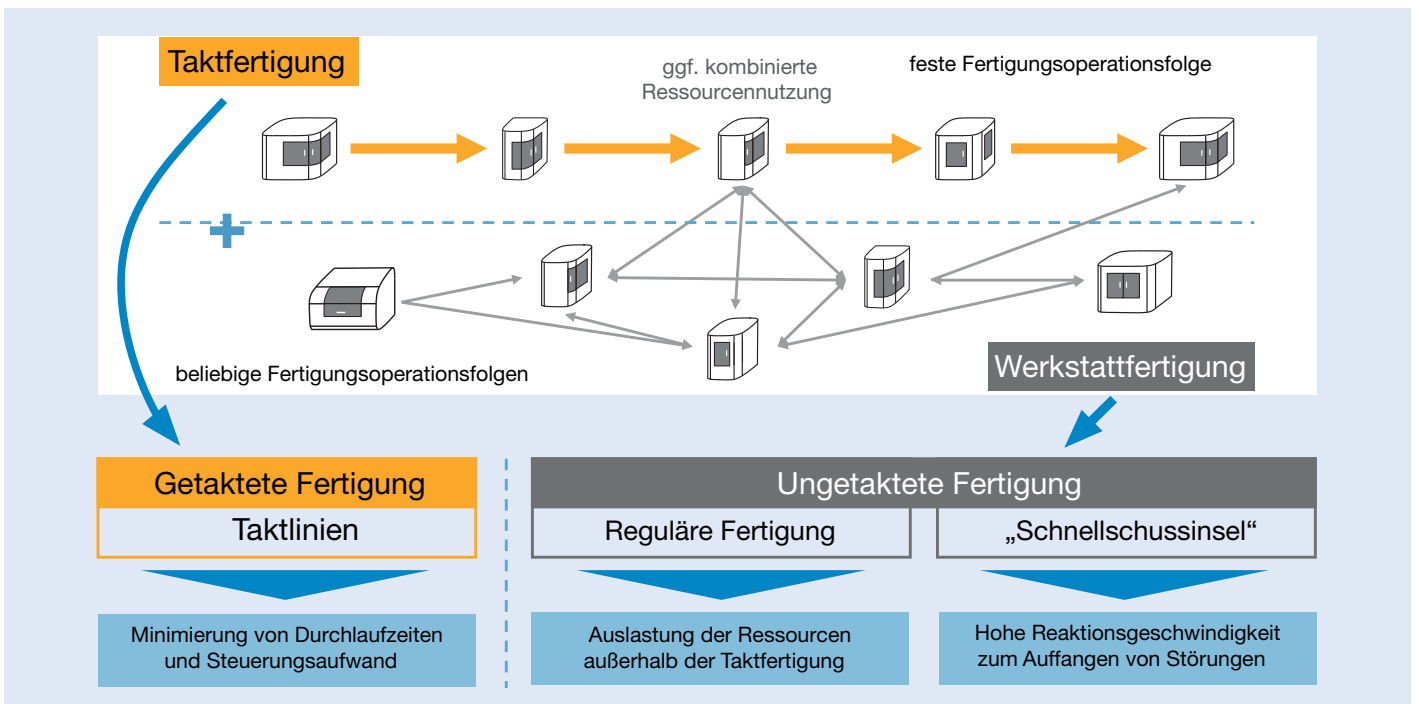 Taktfertigung
ggf. kombinierte
Ressourcennutzung
feste Fertigungsoperationsfolge
+
beliebige Fertigungsoperationsfolgen
Werkstattfertigung
Getaktete Fertigung
Taktlinien
Ungetaktete Fertigung
Reguläre Fertigung
„Schnellschussinsel“
Minimierung von Durchlaufzeiten
und Steuerungsaufwand
Auslastung der Ressourcen
außerhalb der Taktfertigung
Hohe Reaktionsgeschwindigkeit
zum Auffangen von Störungen